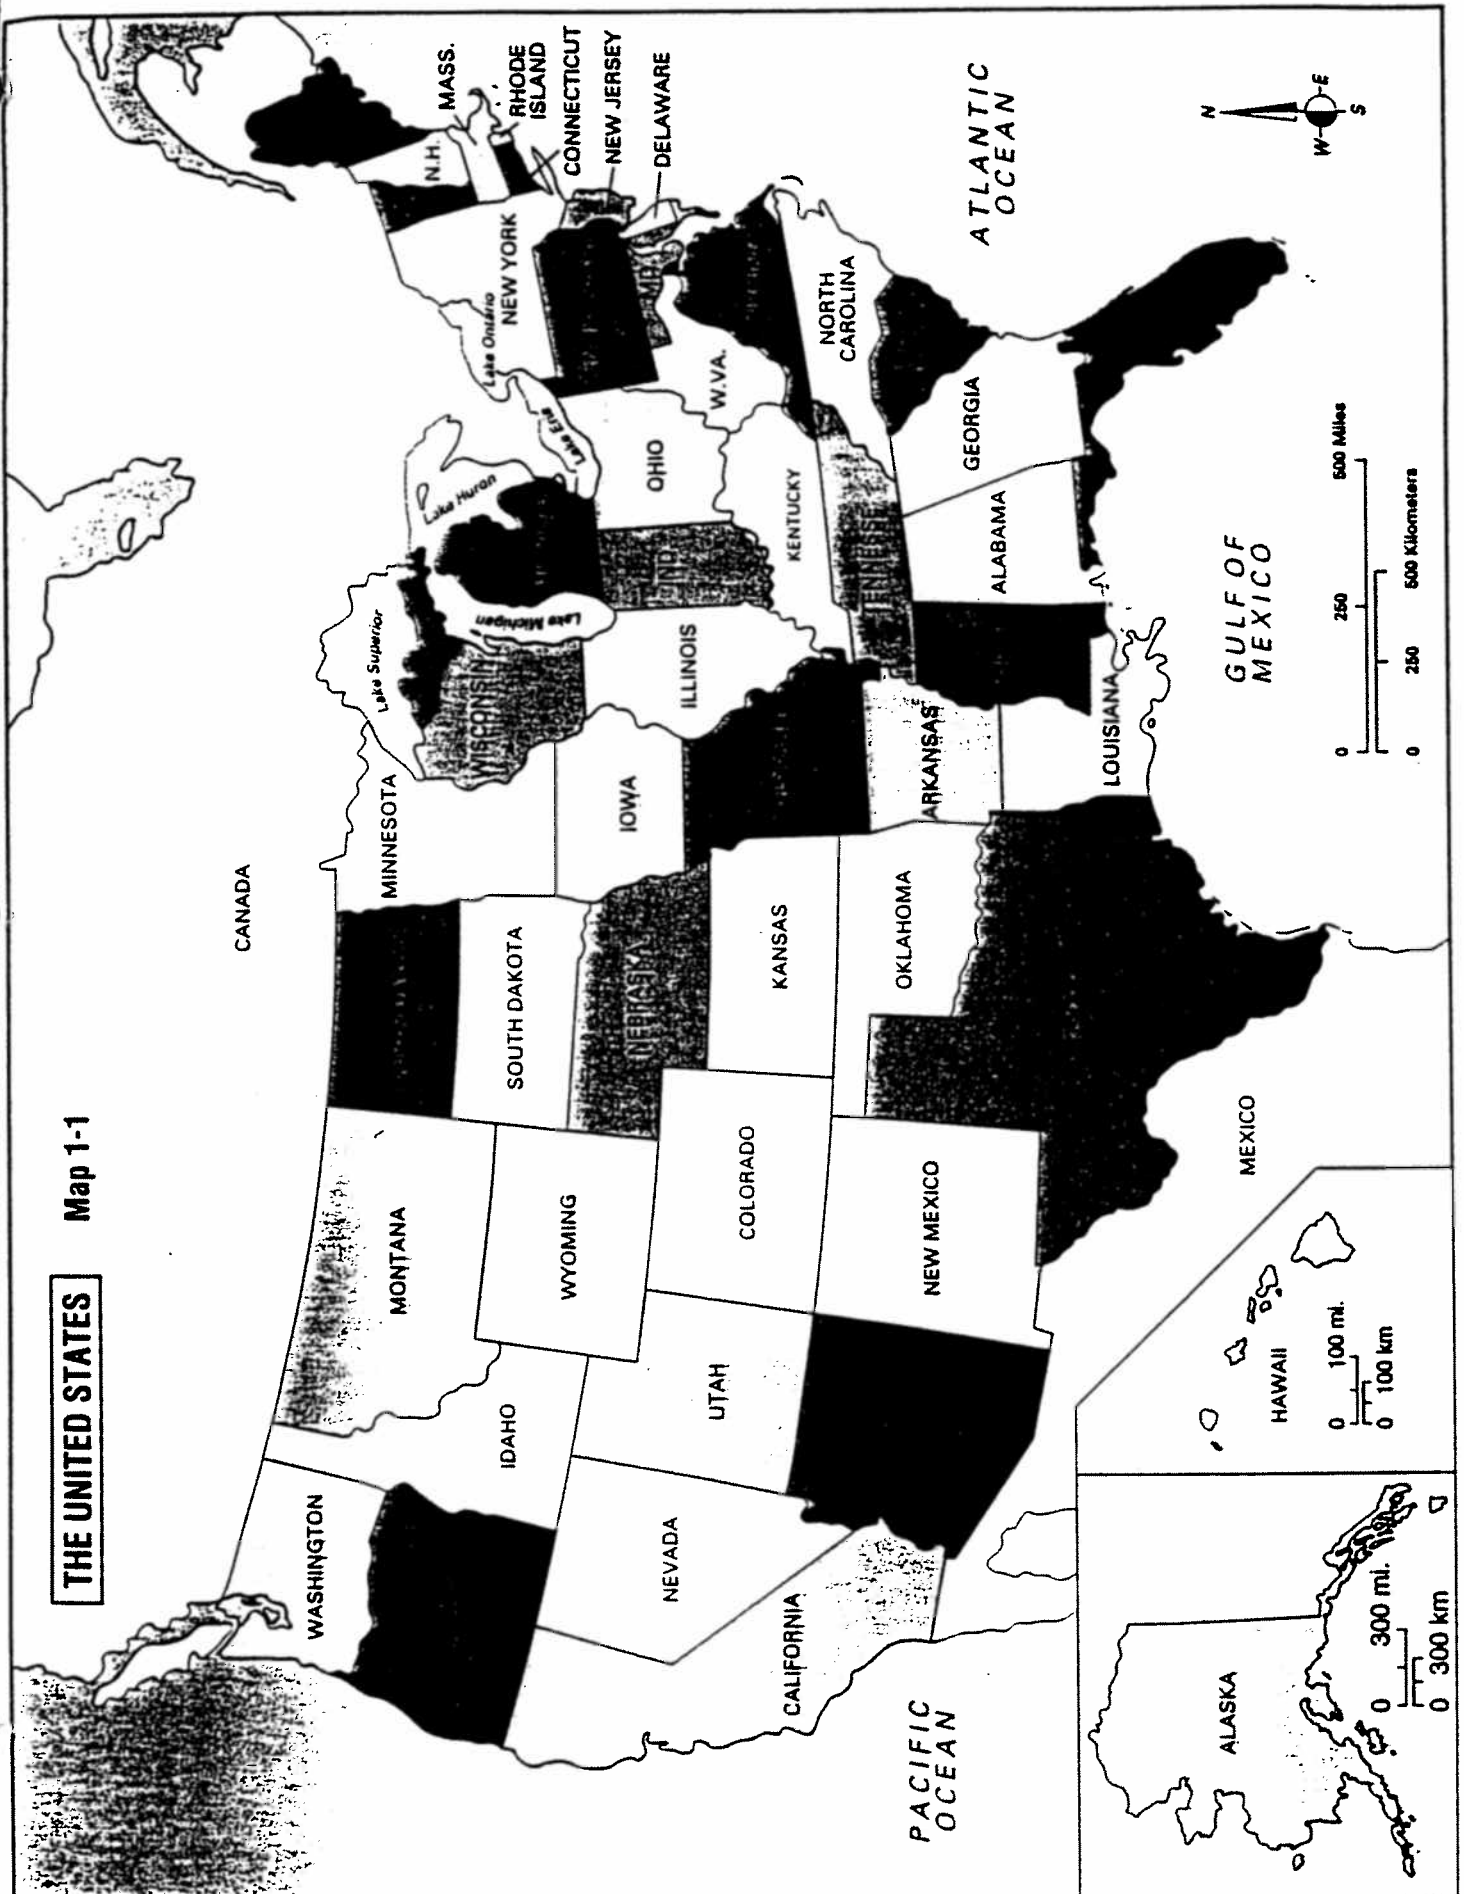 THE UNITED STATES
Map 1-1
CANADA
WASHINGTON
MONTANA
MINNESOTA
Lake Superior
Lake Huron
Lake Ontario
NEW YORK
N.H.
MASS.
RHODE
ISLAND
CONNECTICUT
NEW JERSEY
DELAWARE
MD.
IDAHO
WYOMING
SOUTH DAKOTA
WISCONSIN
Lake Michigan
Lake Erie
NEBRASKA
IOWA
ILLINOIS
IND.
OHIO
W.VA.
NEVADA
UTAH
COLORADO
KANSAS
KENTUCKY
CALIFORNIA
NEW MEXICO
OKLAHOMA
ARKANSAS
TENNESSEE
NORTH
CAROLINA
LOUISIANA
ALABAMA
GEORGIA
PACIFIC
OCEAN
ATLANTIC
OCEAN
MEXICO
GULF OF
MEXICO
N
W
E
S
0 250 500 Miles
0 250 500 Kilometers
ALASKA
0 300 mi.
0 300 km
HAWAII
0 100 mi.
0 100 km